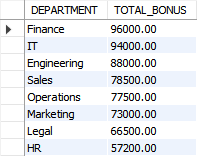 DEPARTMENT TOTAL_BONUS
Finance 96000.00
IT 94000.00
Engineering 88000.00
Sales 78500.00
Operations 77500.00
Marketing 73000.00
Legal 66500.00
HR 57200.00